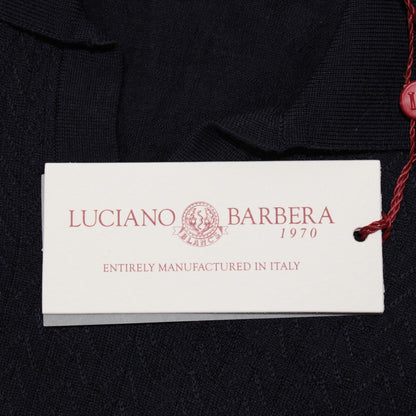 LUCIANO BARBERA
1970
ENTIRELY MANUFACTURED IN ITALY